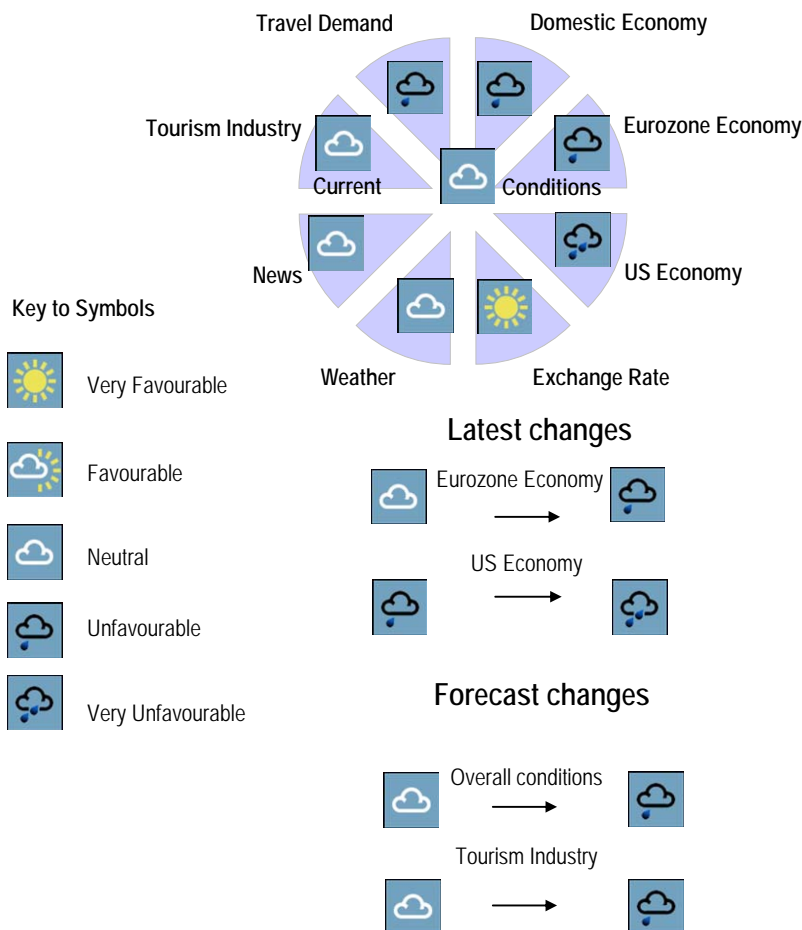 Travel Demand
Domestic Economy
Tourism Industry
Eurozone Economy
Current
Conditions
News
US Economy
Weather
Exchange Rate
Key to Symbols
Very Favourable
Favourable
Neutral
Unfavourable
Very Unfavourable
Latest changes
Eurozone Economy
US Economy
Forecast changes
Overall conditions
Tourism Industry